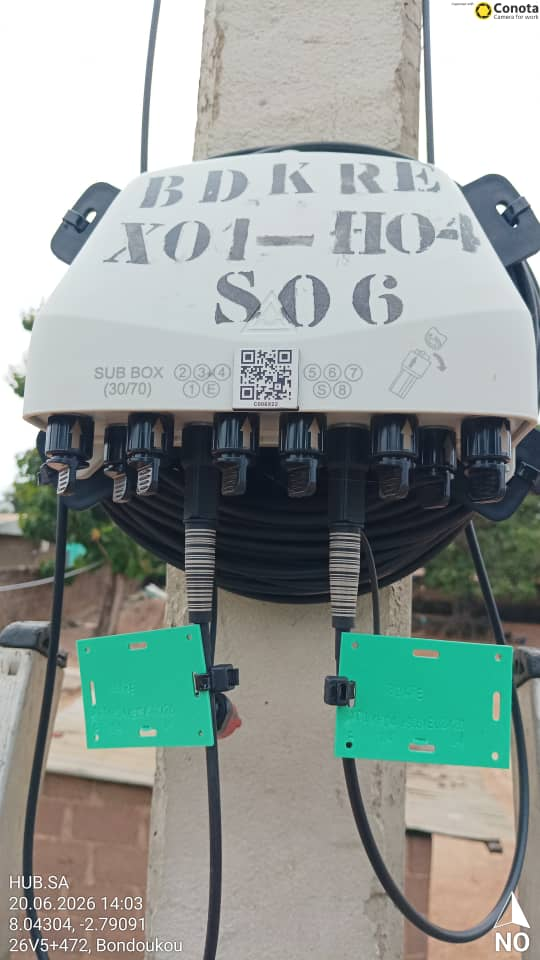 Conota
Camera for work
BDKRE
X01-H04
S06
SUB BOX
(30/70)
2 3 4
1 E
5 6 7
S 8
HUB.SA
20.06.2026 14:03
8.04304, -2.79091
26V5+472, Bondoukou
NO